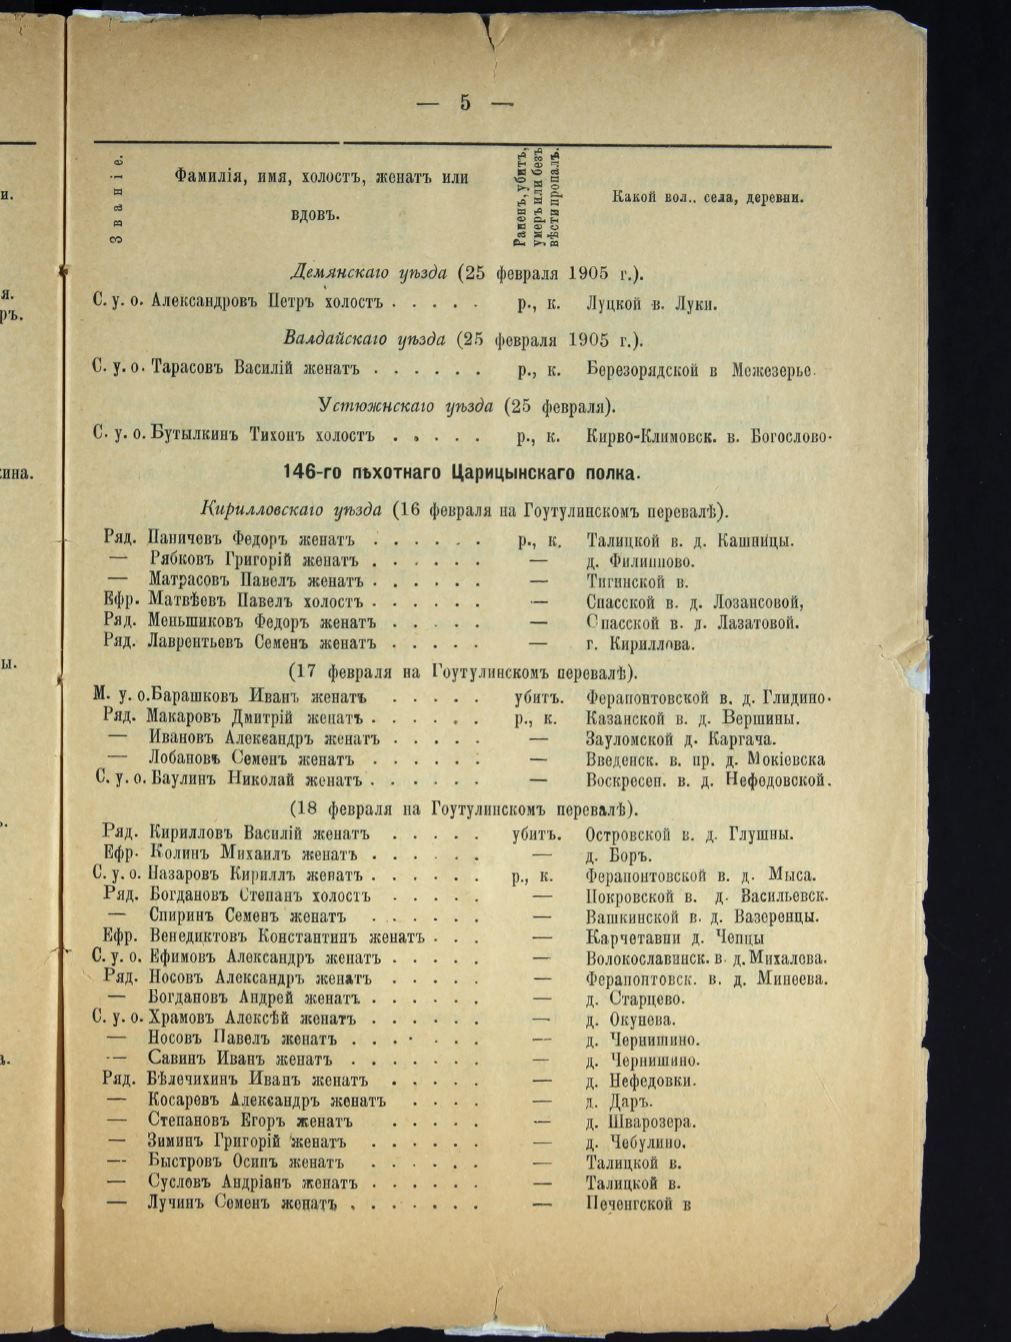 — 5 —
Званіе.
Фамилія, имя, холостъ, женатъ или
вдовъ.
Раненъ, убитъ,
умеръ или безъ
вѣсти пропалъ.
Какой вол.. села, деревни.
Демянскаго уѣзда (25 февраля 1905 г.).
С. у. о. Александровъ Петръ холостъ . . . . . р., к. Луцкой в. Луки.
Валдайскаго уѣзда (25 февраля 1905 г.).
С. у. о. Тарасовъ Василій женатъ . . . . . . р., к. Березорядской в Межезерье.
Устюжнскаго уѣзда (25 февраля).
С. у. о. Бутылкинъ Тихонъ холостъ . . . . . р., к. Кирво-Климовск. в. Богослово.
146-го пѣхотнаго Царицынскаго полка.
Кирилловскаго уѣзда (16 февраля на Гоутулинскомъ перевалѣ).
Ряд. Паничевъ Федоръ женатъ . . . . . . р., к. Талицкой в. д. Кашницы.
— Рябковъ Григорій женатъ . . . . . . — д. Филиппово.
— Матрасовъ Павелъ женатъ . . . . . . — Тигинской в.
Ефр. Матвѣевъ Павелъ холостъ . . . . . . — Спасской в. д. Лозансовой,
Ряд. Меньшиковъ Федоръ женатъ . . . . . — Спасской в. д. Лазатовой.
Ряд. Лаврентьевъ Семенъ женатъ . . . . . — г. Кириллова.
(17 февраля на Гоутулинскомъ перевалѣ).
М. у. о. Барашковъ Иванъ женатъ . . . . . убитъ. Ферапонтовской в. д. Глидино.
Ряд. Макаровъ Дмитрій женатъ . . . . . . р., к. Казанской в. д. Вершины.
— Ивановъ Александръ женатъ . . . . . — Зауломской д. Каргача.
— Лобановъ Семенъ женатъ . . . . . . — Введенск. в. пр. д. Мокіевска
С. у. о. Ваулинъ Николай женатъ . . . . . . — Воскресен. в. д. Нефедовской.
(18 февраля на Гоутулинскомъ перевалѣ).
Ряд. Кирилловъ Василій женатъ . . . . . убитъ. Островской в. д. Глушны.
Ефр. Колинъ Михаилъ женатъ . . . . . . — д. Боръ.
С. у. о. Назаровъ Кириллъ женатъ . . . . . . р., к. Ферапонтовской в. д. Мыса.
Ряд. Богдановъ Степанъ холостъ . . . . . — Покровской в. д. Васильевск.
— Спиринъ Семенъ женатъ . . . . . . — Вашкинской в. д. Вазеренцы.
Ефр. Венедиктовъ Константинъ женатъ . . . — Карчетавни д. Чепцы
С. у. о. Ефимовъ Александръ женатъ . . . . . — Волокославинск. в. д. Михалева.
Ряд. Носовъ Александръ женатъ . . . . . — Ферапонтовск. в. д. Минеева.
— Богдановъ Андрей женатъ . . . . . . — д. Старцево.
С. у. о. Храмовъ Алексѣй женатъ . . . . . . — д. Окунева.
— Носовъ Павелъ женатъ . . . . . . . — д. Чернишино.
— Савинъ Иванъ женатъ . . . . . . . — д. Чернишино.
Ряд. Бѣлечихинъ Иванъ женатъ . . . . . — д. Нефедовки.
— Косаревъ Александръ женатъ . . . . — д. Даръ.
— Степановъ Егоръ женатъ . . . . . — д. Шварозера.
— Зиминъ Григорій женатъ . . . . . . — д. Чебулино.
— Быстровъ Осипъ женатъ . . . . . . — Талицкой в.
— Сусловъ Андріанъ женатъ . . . . . . — Талицкой в.
— Лучинъ Семенъ женатъ . . . . . . . — Печенгской в